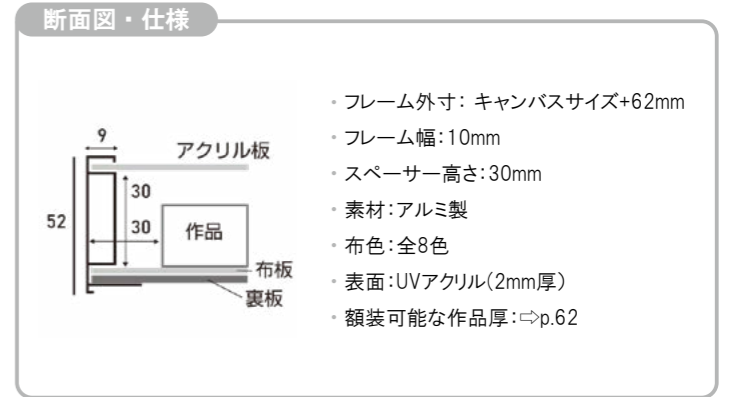 断面図・仕様
9
アクリル板
30
52
30
作品
布板
裏板
・フレーム外寸： キャンバスサイズ+62mm
・フレーム幅：10mm
・スペーサー高さ：30mm
・素材：アルミ製
・布色：全8色
・表面：UVアクリル（2mm厚）
・額装可能な作品厚：⇨p.62